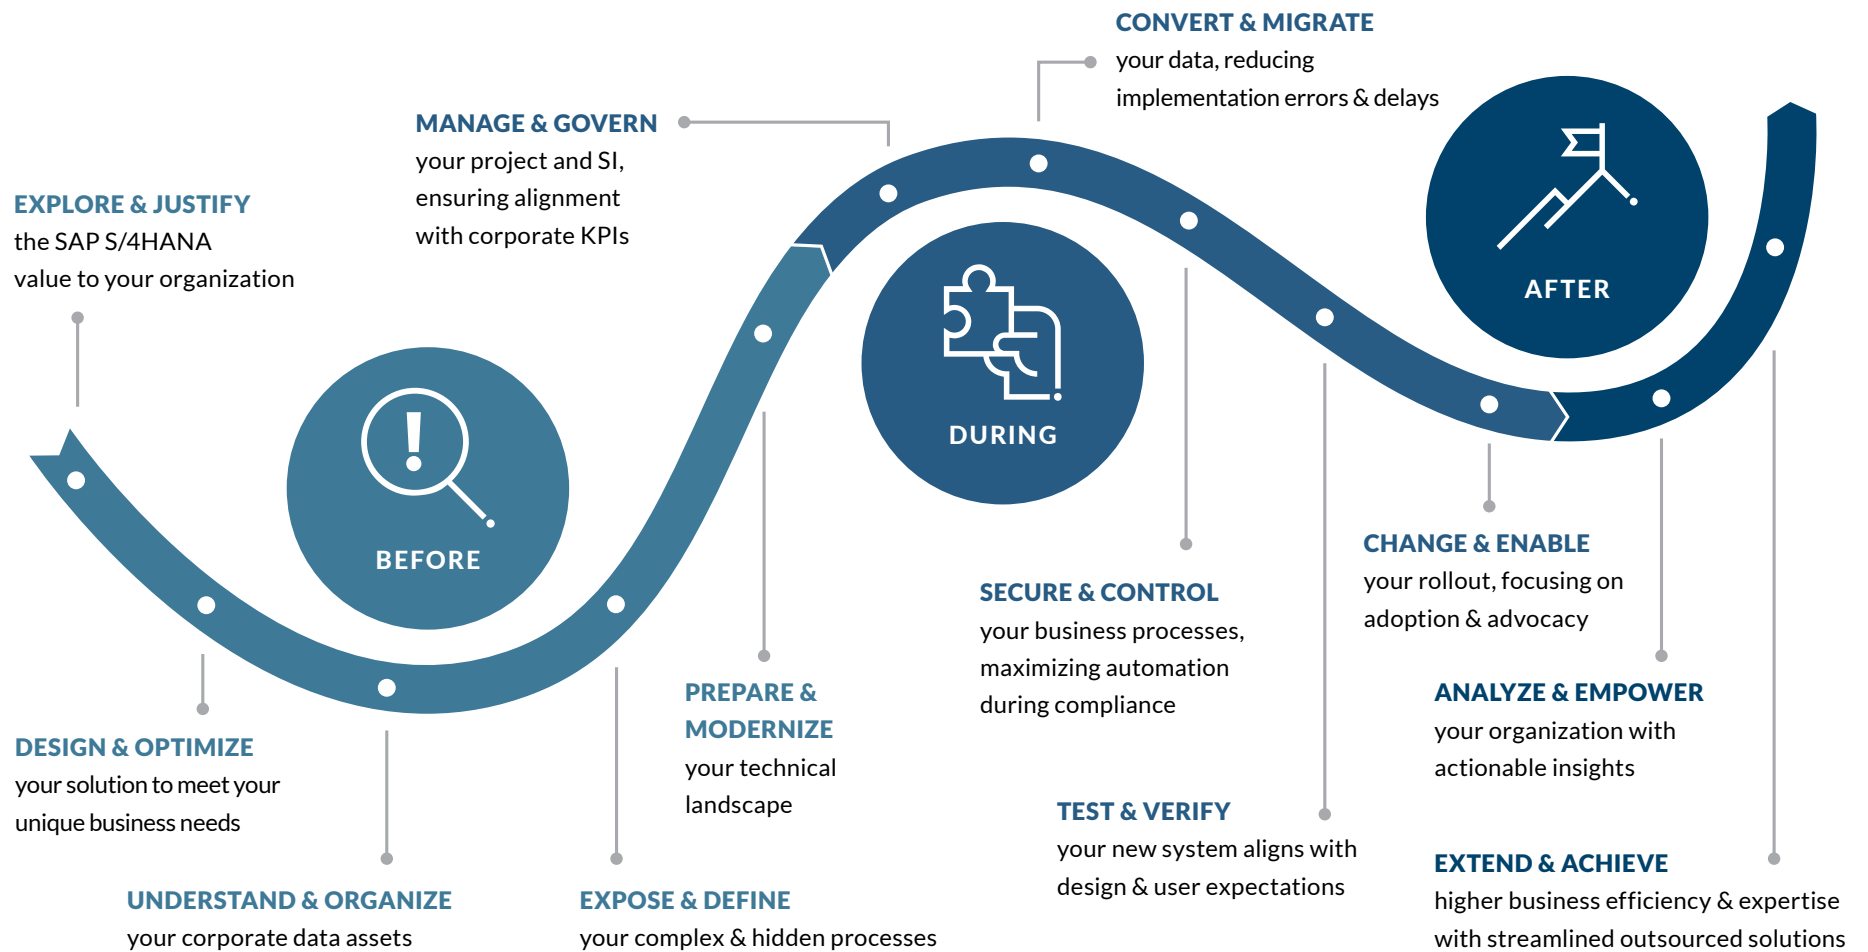 EXPLORE & JUSTIFY
the SAP S/4HANA
value to your organization
DESIGN & OPTIMIZE
your solution to meet your
unique business needs
UNDERSTAND & ORGANIZE
your corporate data assets
BEFORE
EXPOSE & DEFINE
your complex & hidden processes
PREPARE &
MODERNIZE
your technical
landscape
MANAGE & GOVERN
your project and SI,
ensuring alignment
with corporate KPIs
CONVERT & MIGRATE
your data, reducing
implementation errors & delays
DURING
SECURE & CONTROL
your business processes,
maximizing automation
during compliance
TEST & VERIFY
your new system aligns with
design & user expectations
CHANGE & ENABLE
your rollout, focusing on
adoption & advocacy
AFTER
ANALYZE & EMPOWER
your organization with
actionable insights
EXTEND & ACHIEVE
higher business efficiency & expertise
with streamlined outsourced solutions